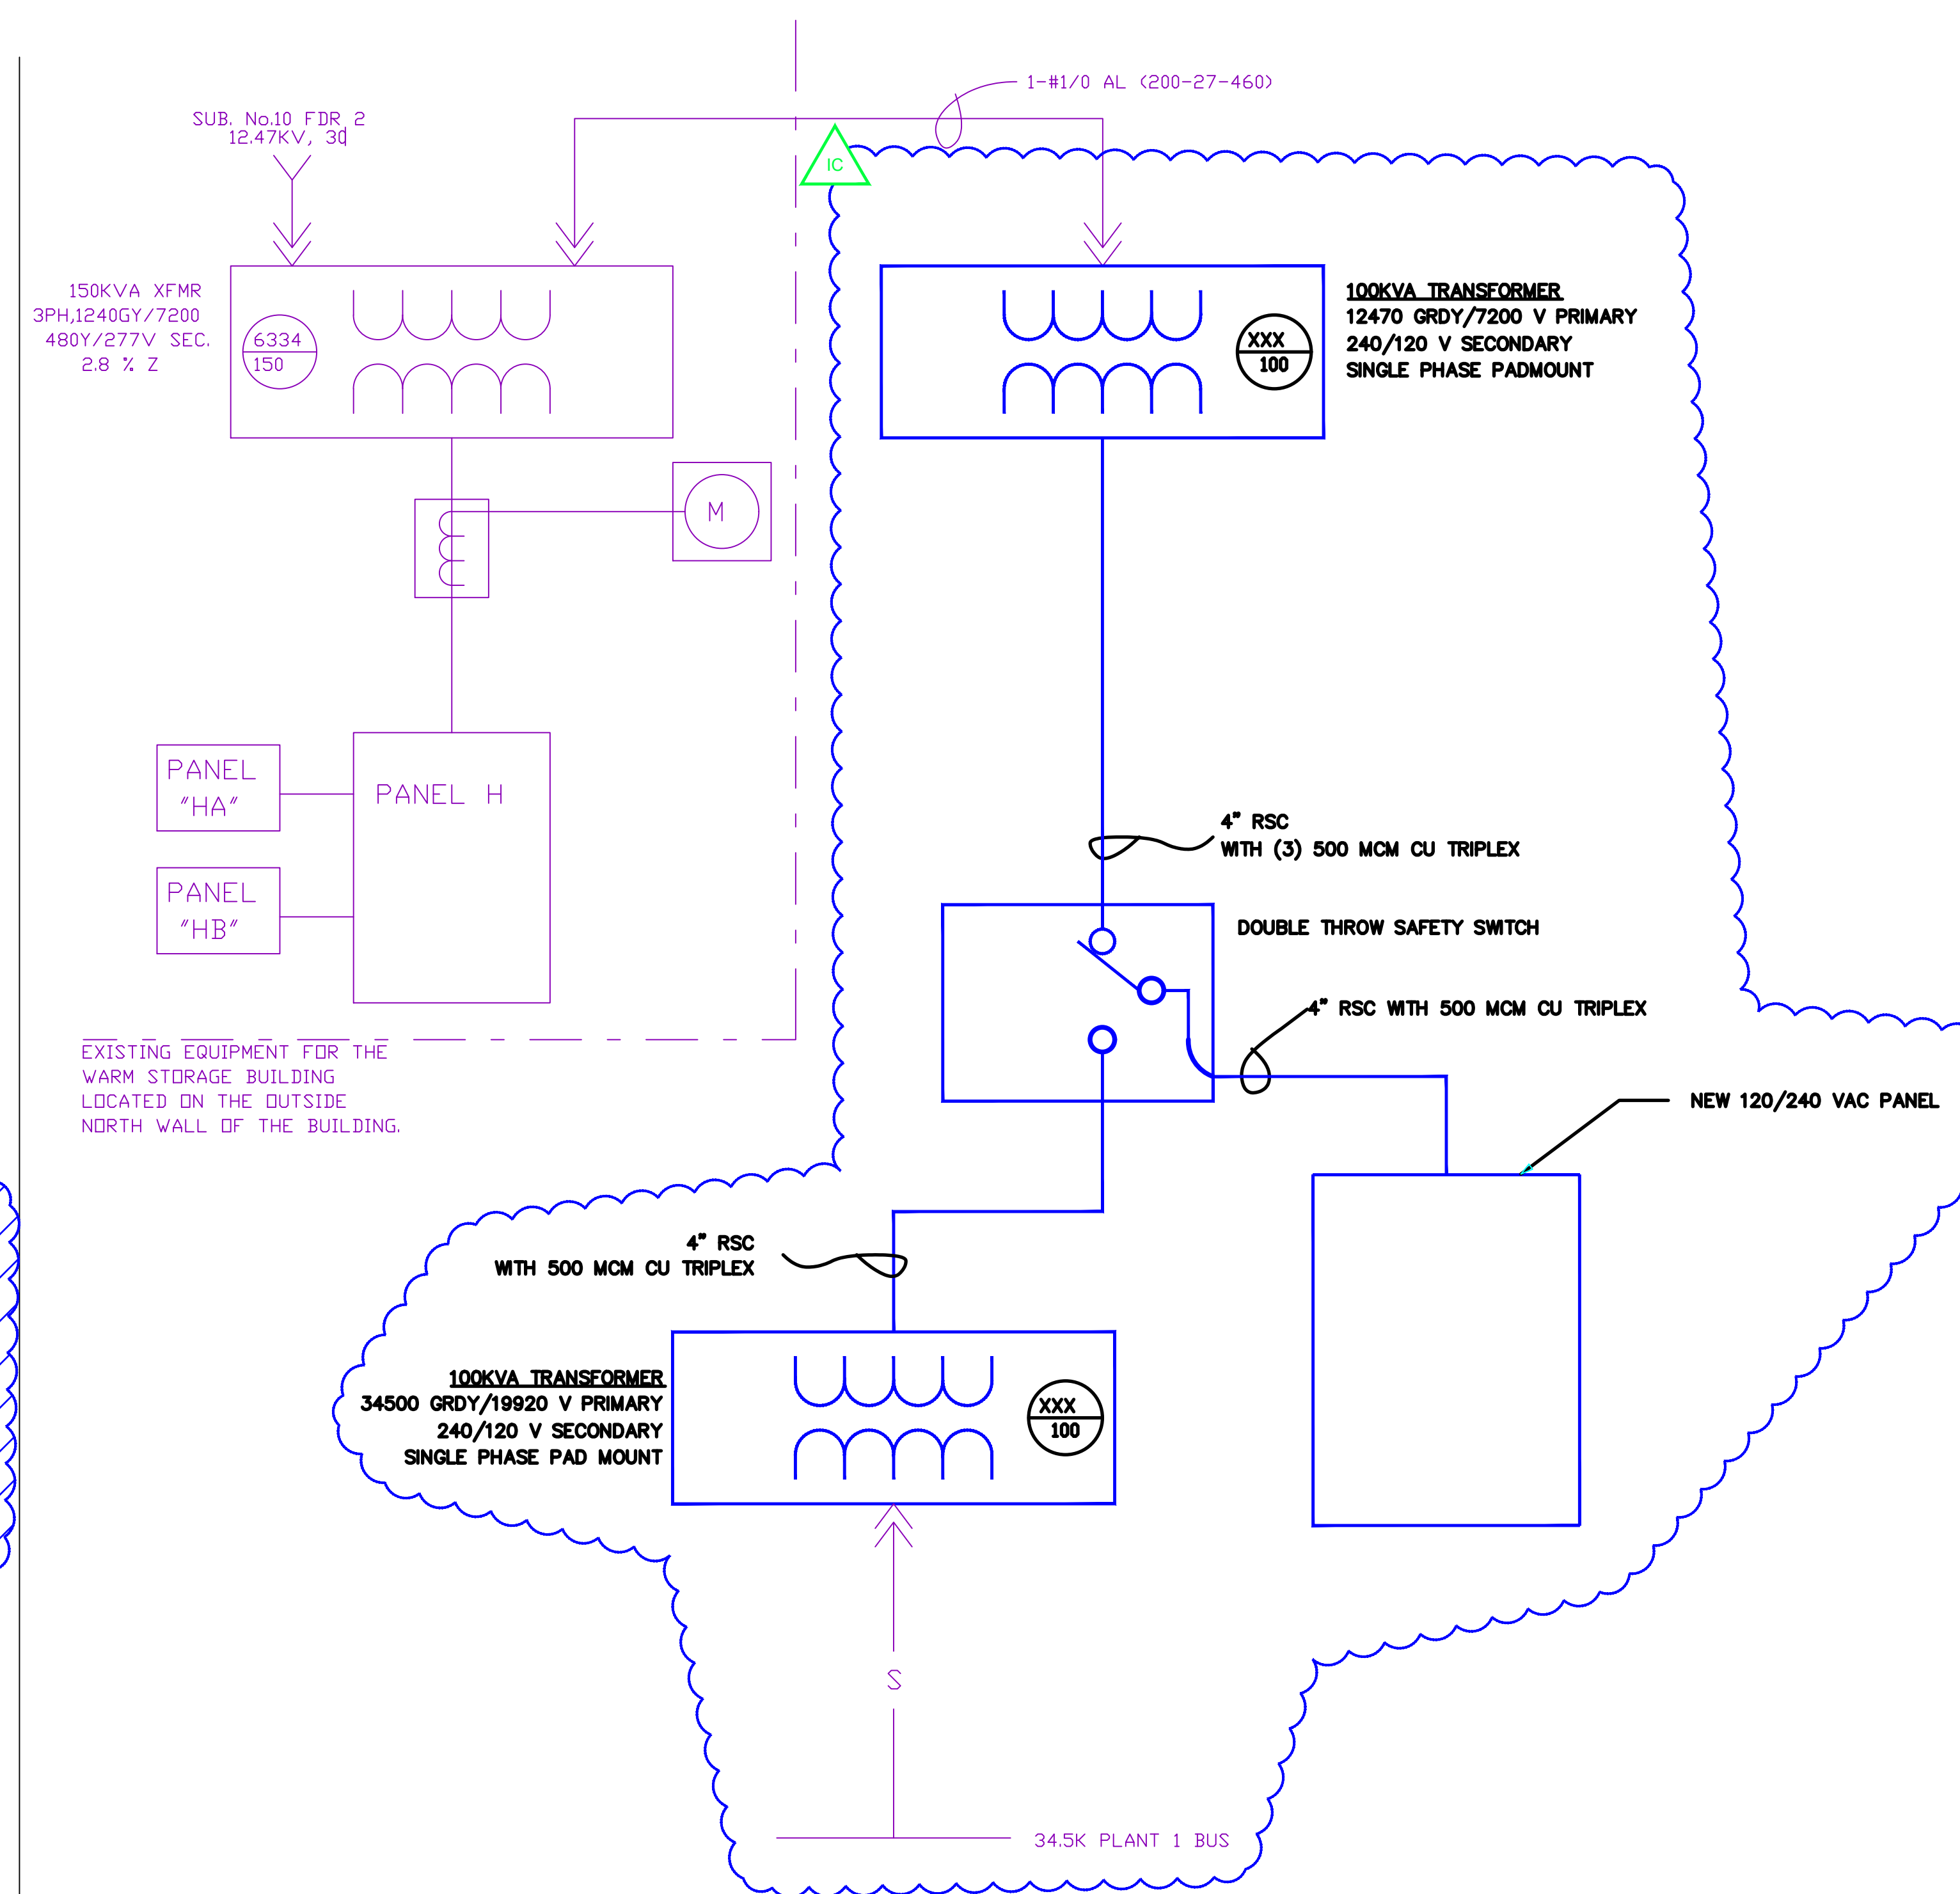 1-#1/0 AL (200-27-460)
SUB. No.10 FDR 2
12.47KV, 3Ø
IC
150KVA XFMR
3PH,1240GY/7200
480Y/277V SEC.
2.8 % Z
6334
150
XXX
100
100KVA TRANSFORMER
12470 GRDY/7200 V PRIMARY
240/120 V SECONDARY
SINGLE PHASE PADMOUNT
M
PANEL
"HA"
PANEL H
PANEL
"HB"
4" RSC
WITH (3) 500 MCM CU TRIPLEX
DOUBLE THROW SAFETY SWITCH
4" RSC WITH 500 MCM CU TRIPLEX
EXISTING EQUIPMENT FOR THE
WARM STORAGE BUILDING
LOCATED ON THE OUTSIDE
NORTH WALL OF THE BUILDING.
NEW 120/240 VAC PANEL
4" RSC
WITH 500 MCM CU TRIPLEX
100KVA TRANSFORMER
34500 GRDY/19920 V PRIMARY
240/120 V SECONDARY
SINGLE PHASE PAD MOUNT
XXX
100
S
34.5K PLANT 1 BUS